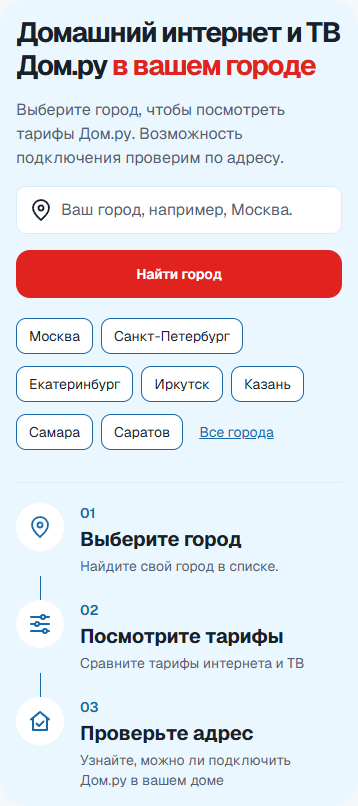 Домашний интернет и ТВ
Дом.ру в вашем городе
Выберите город, чтобы посмотреть
тарифы Дом.ру. Возможность
подключения проверим по адресу.
Ваш город, например, Москва.
Найти город
Москва
Санкт-Петербург
Екатеринбург
Иркутск
Казань
Самара
Саратов
Все города
01
Выберите город
Найдите свой город в списке.
02
Посмотрите тарифы
Сравните тарифы интернета и ТВ
03
Проверьте адрес
Узнайте, можно ли подключить
Дом.ру в вашем доме